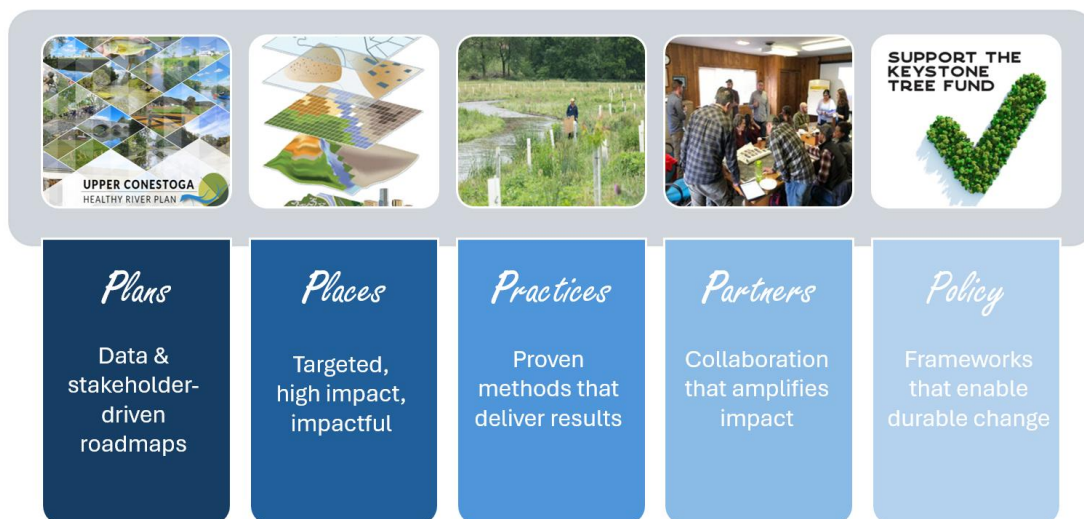 UPPER CONESTOGA
HEALTHY RIVER PLAN
SUPPORT THE
KEYSTONE
TREE FUND
Plans
Data &
stakeholder-
driven
roadmaps
Places
Targeted,
high impact,
impactful
Practices
Proven
methods that
deliver results
Partners
Collaboration
that amplifies
impact
Policy
Frameworks
that enable
durable change